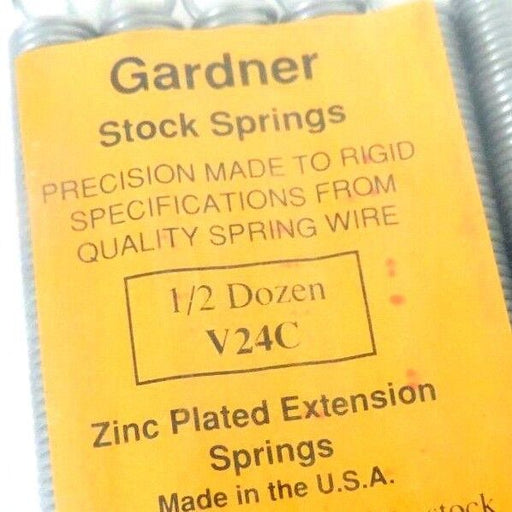 Gardner
Stock Springs
PRECISION MADE TO RIGID
SPECIFICATIONS FROM
QUALITY SPRING WIRE
1/2 Dozen
V24C
Zinc Plated Extension
Springs
Made in the U.S.A.
stock